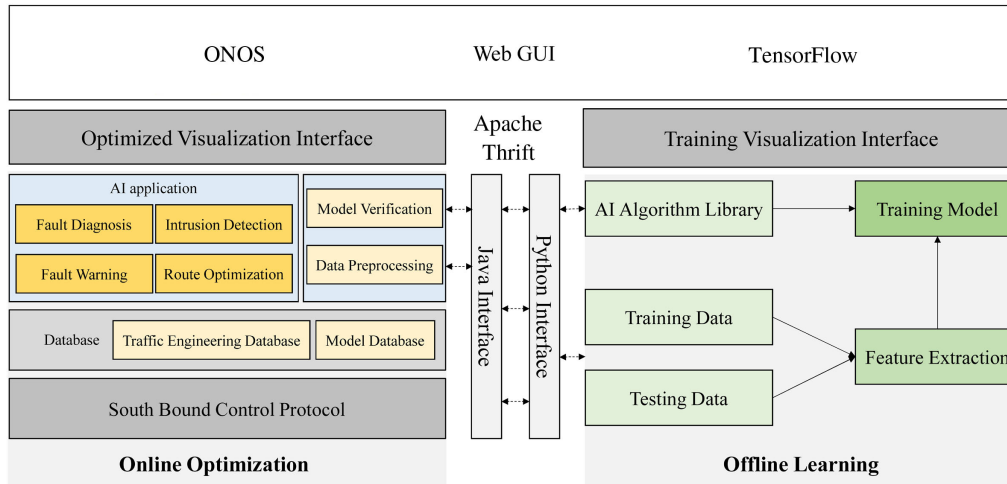 ONOS
Web GUI
TensorFlow
Optimized Visualization Interface
Apache
Thrift
Training Visualization Interface
AI application
Fault Diagnosis
Intrusion Detection
Fault Warning
Route Optimization
Model Verification
Data Preprocessing
Java Interface
Python Interface
AI Algorithm Library
Training Model
Training Data
Feature Extraction
Testing Data
Database
Traffic Engineering Database
Model Database
South Bound Control Protocol
Online Optimization
Offline Learning